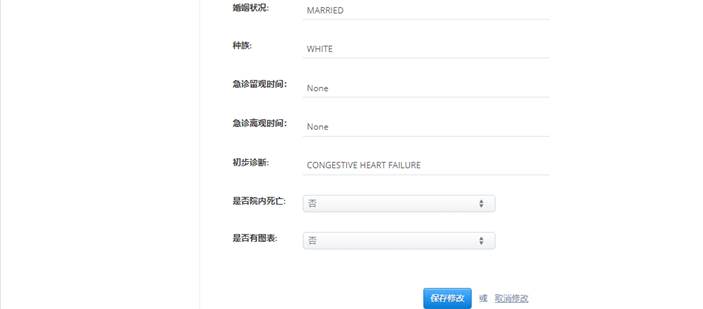 婚姻状况: MARRIED
种族: WHITE
急诊留观时间: None
急诊离观时间: None
初步诊断: CONGESTIVE HEART FAILURE
是否院内死亡: 否
是否有图表: 否
保存修改 或 取消修改